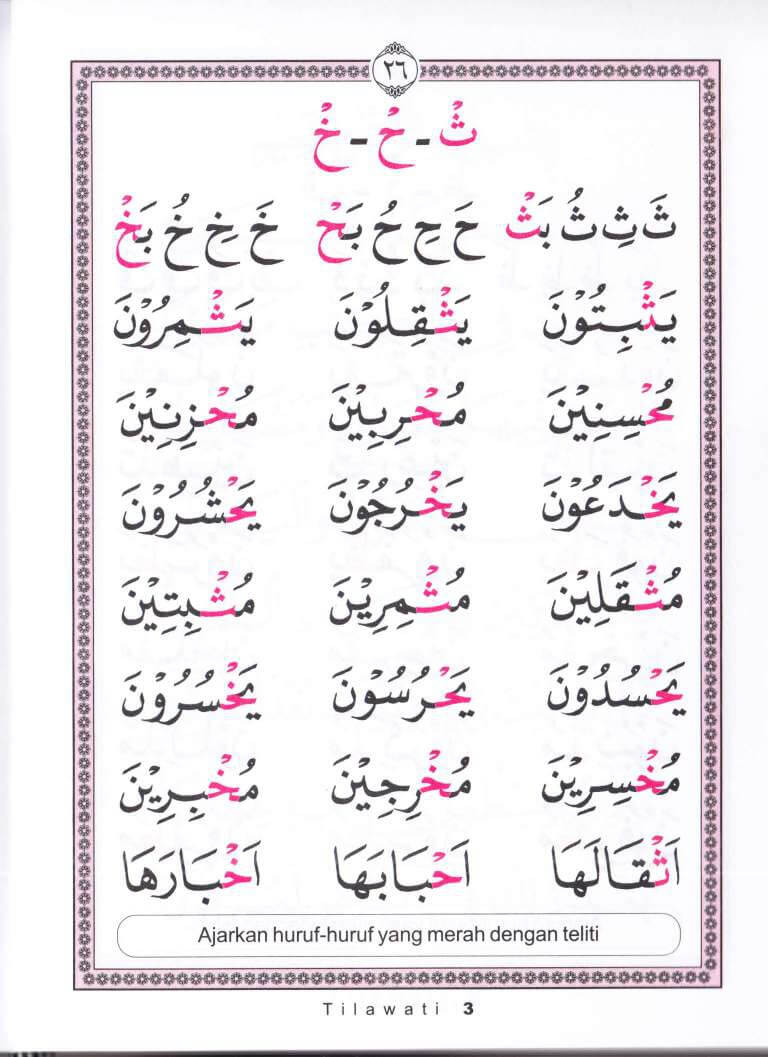 ٢٦
ثْ - حْ - خْ
ثَ ثِ ثُ بَثْ حَ حِ حُ بَحْ خَ خِ خُ بَخْ
يَثْبِتُوْنَ يَثْقِلُوْنَ يَثْمِرُوْنَ
مُحْسِنِيْنَ مُحْرِبِيْنَ مُحْزِنِيْنَ
يَخْدَعُوْنَ يَخْرُجُوْنَ يَحْشُرُوْنَ
مُثْقَلِيْنَ مُثْمِرِيْنَ مُثْبِتِيْنَ
يَحْسُدُوْنَ يَحْرُسُوْنَ يَخْسُرُوْنَ
مُخْسِرِيْنَ مُخْرِجِيْنَ مُخْبِرِيْنَ
اَثْقَالَهَا اَحْبَابَهَا اَخْبَارَهَا
Ajarkan huruf-huruf yang merah dengan teliti
Tilawati 3